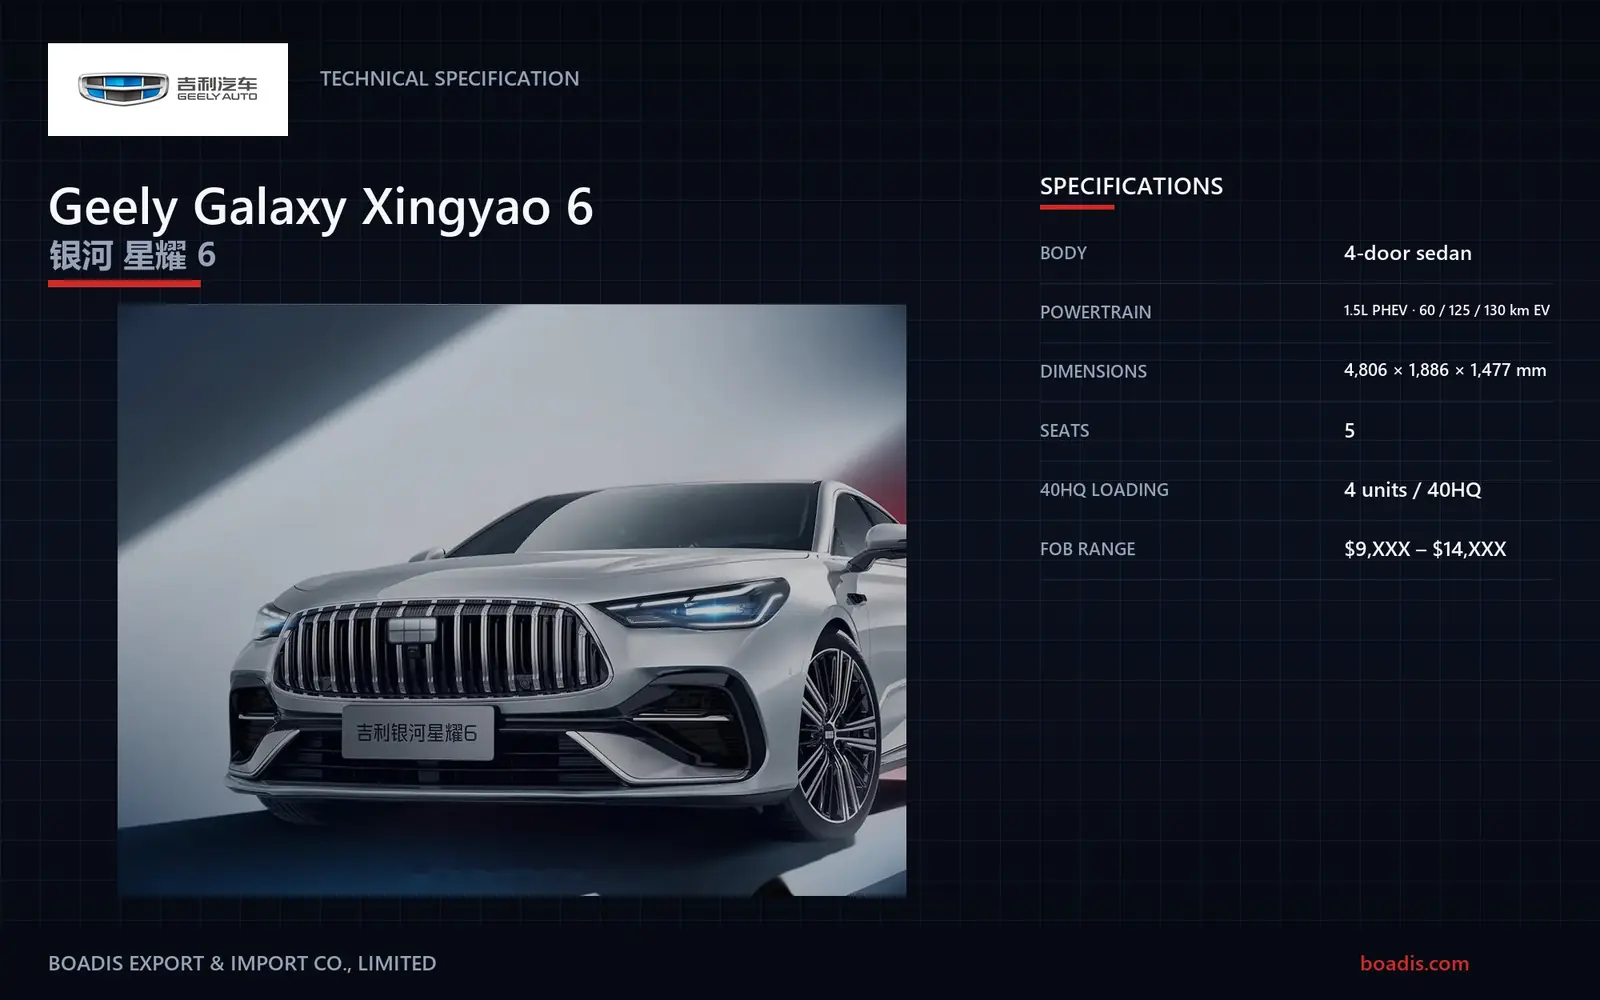 吉利汽车
GEELY AUTO
TECHNICAL SPECIFICATION
Geely Galaxy Xingyao 6
银河 星耀 6
吉利银河星耀6
SPECIFICATIONS
BODY 4-door sedan
POWERTRAIN 1.5L PHEV · 60 / 125 / 130 km EV
DIMENSIONS 4,806 × 1,886 × 1,477 mm
SEATS 5
40HQ LOADING 4 units / 40HQ
FOB RANGE $9,XXX – $14,XXX
BOADIS EXPORT & IMPORT CO., LIMITED
boadis.com